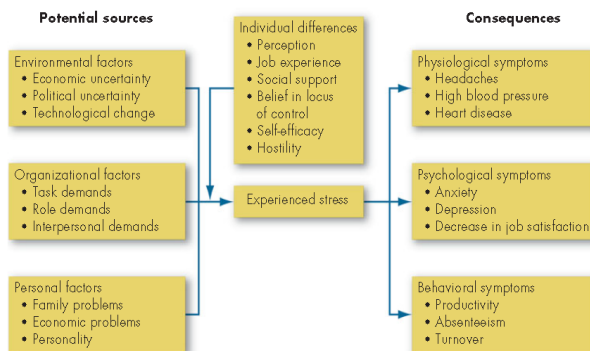 Potential sources
Consequences
Environmental factors
• Economic uncertainty
• Political uncertainty
• Technological change
Organizational factors
• Task demands
• Role demands
• Interpersonal demands
Personal factors
• Family problems
• Economic problems
• Personality
Individual differences
• Perception
• Job experience
• Social support
• Belief in locus
of control
• Self-efficacy
• Hostility
Experienced stress
Physiological symptoms
• Headaches
• High blood pressure
• Heart disease
Psychological symptoms
• Anxiety
• Depression
• Decrease in job satisfaction
Behavioral symptoms
• Productivity
• Absenteeism
• Turnover